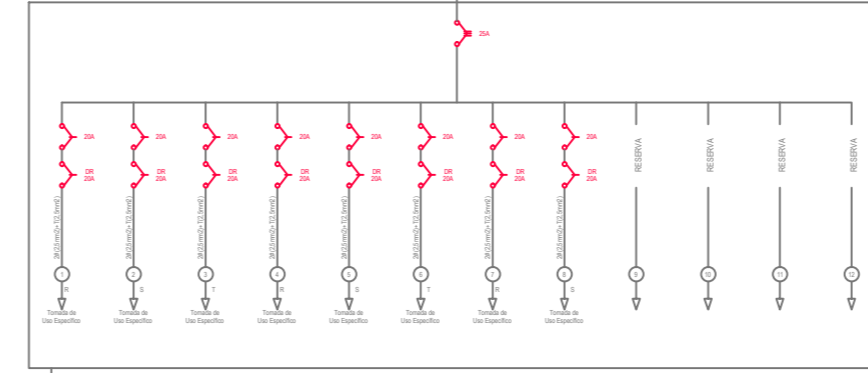 25A
20A
20A
20A
20A
20A
20A
20A
20A
DR
20A
DR
20A
DR
20A
DR
20A
DR
20A
DR
20A
DR
20A
DR
20A
RESERVA
RESERVA
RESERVA
RESERVA
1
2
3
4
5
6
7
8
9
10
11
12
R
S
T
R
S
T
R
S
Tomada de
Uso Específico
Tomada de
Uso Específico
Tomada de
Uso Específico
Tomada de
Uso Específico
Tomada de
Uso Específico
Tomada de
Uso Específico
Tomada de
Uso Específico
Tomada de
Uso Específico